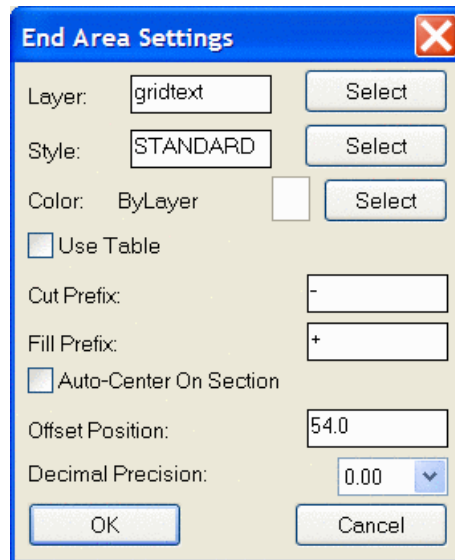 End Area Settings
Layer: gridtext Select
Style: STANDARD Select
Color: ByLayer Select
Use Table
Cut Prefix: -
Fill Prefix: +
Auto-Center On Section
Offset Position: 54.0
Decimal Precision: 0.00
OK Cancel